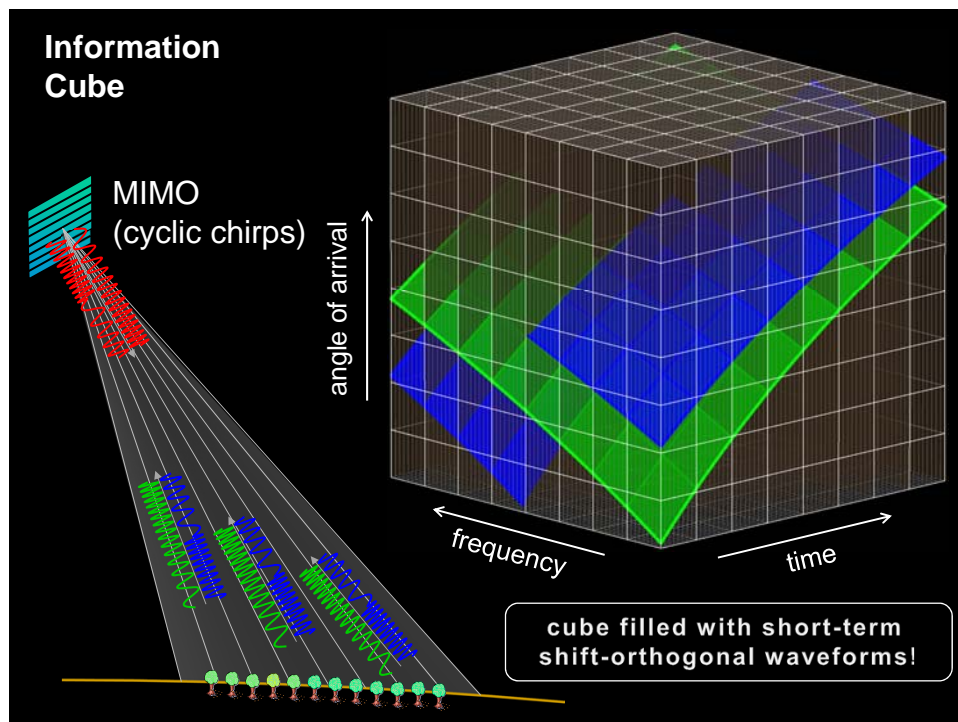 Information
Cube
MIMO
(cyclic chirps)
angle of arrival
frequency
time
cube filled with short-term
shift-orthogonal waveforms!